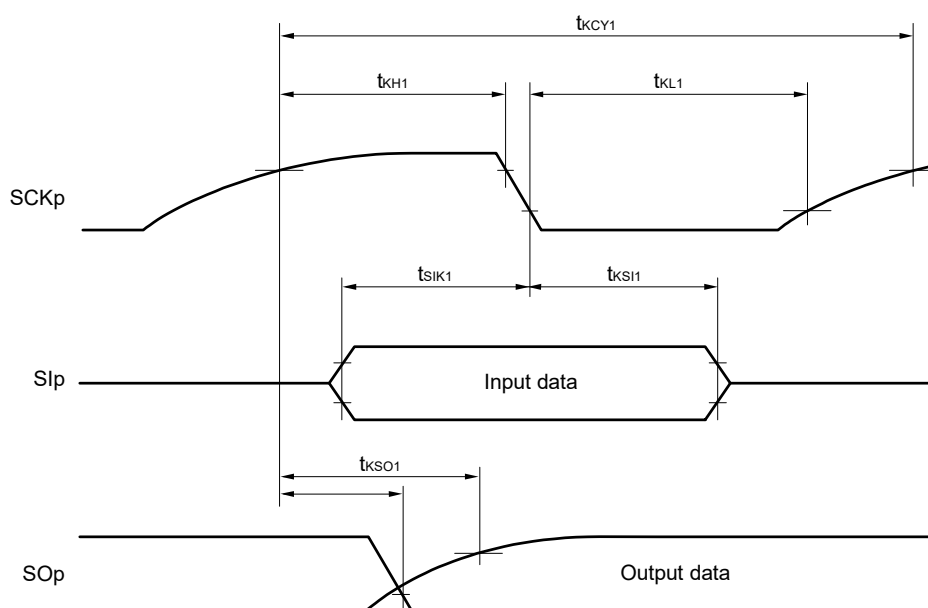 tKCY1
tKH1
tKL1
SCKp
tSIK1
tKSI1
SIp
Input data
tKSO1
SOp
Output data